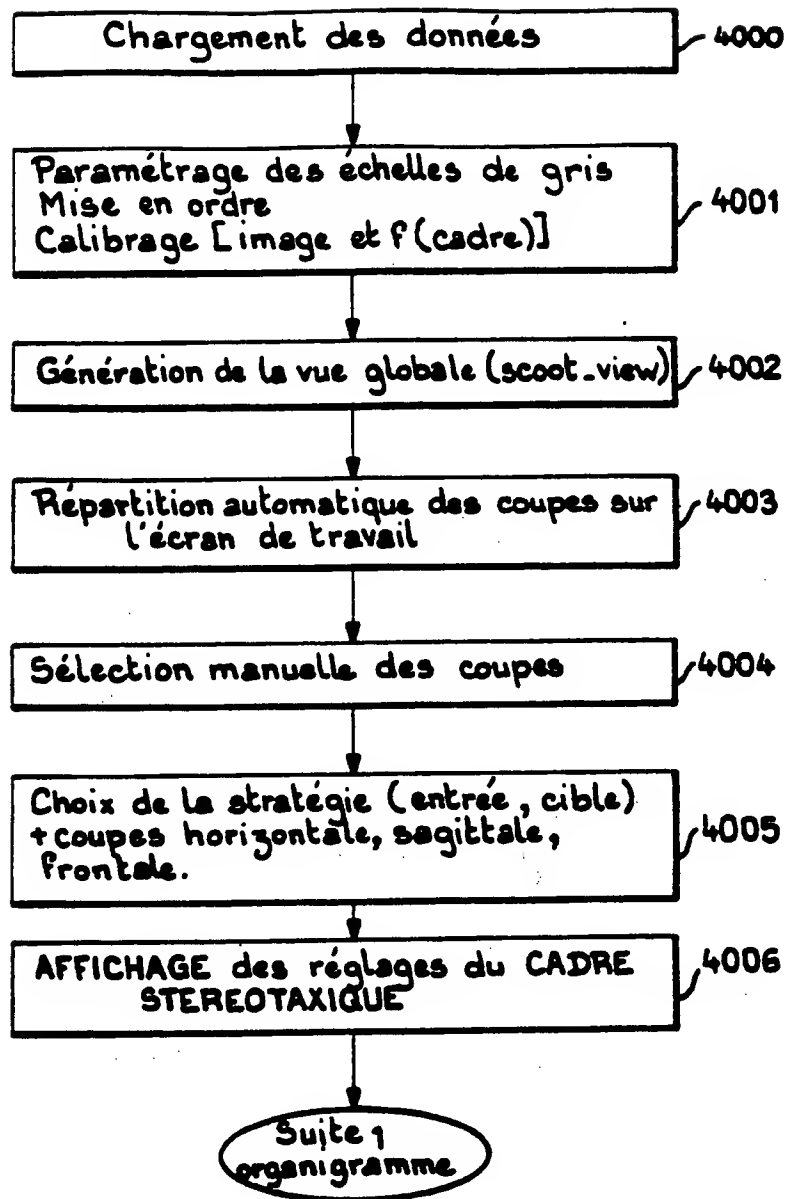 Chargement des données
4000
Paramétrage des échelles de gris
Mise en ordre
Calibrage [image et f(cadre)]
4001
Génération de la vue globale (scoot_view)
4002
Répartition automatique des coupes sur
l'écran de travail
4003
Sélection manuelle des coupes
4004
Choix de la stratégie (entrée, cible)
+coupes horizontale, sagittale,
frontale.
4005
AFFICHAGE des réglages du CADRE
STEREOTAXIQUE
4006
Suite 1
organigramme